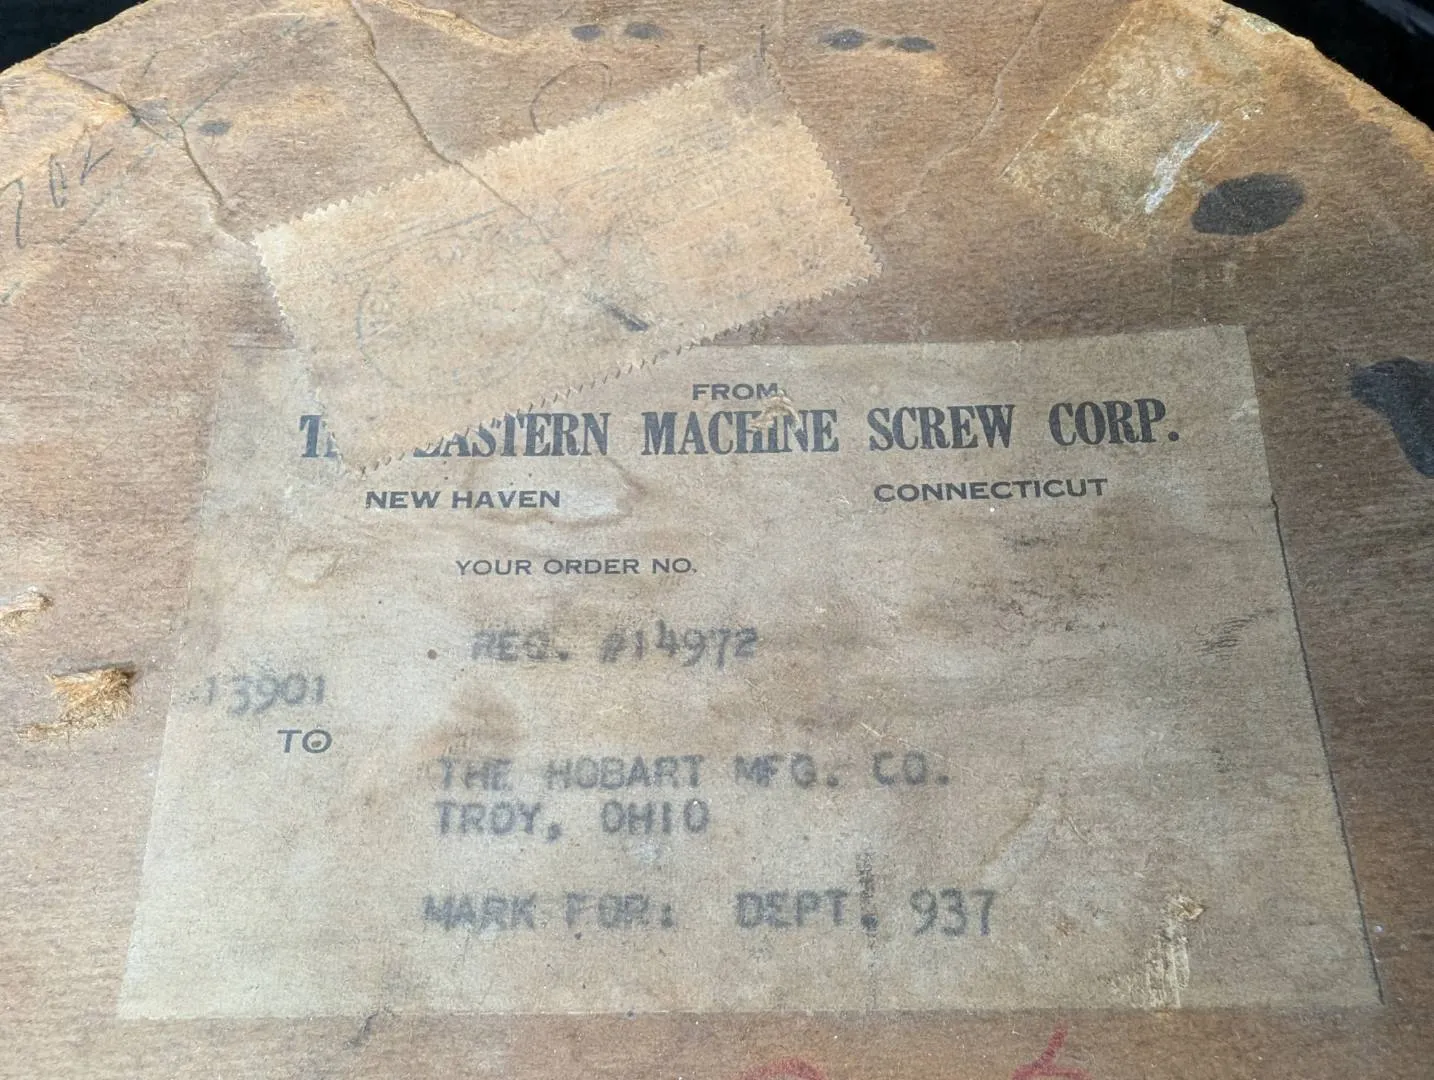 702
FROM
EASTERN MACHINE SCREW CORP.
NEW HAVEN CONNECTICUT
YOUR ORDER NO.
REQ. #14972
13901
TO
THE HOBART MFG. CO.
TROY, OHIO
MARK FOR: DEPT. 937